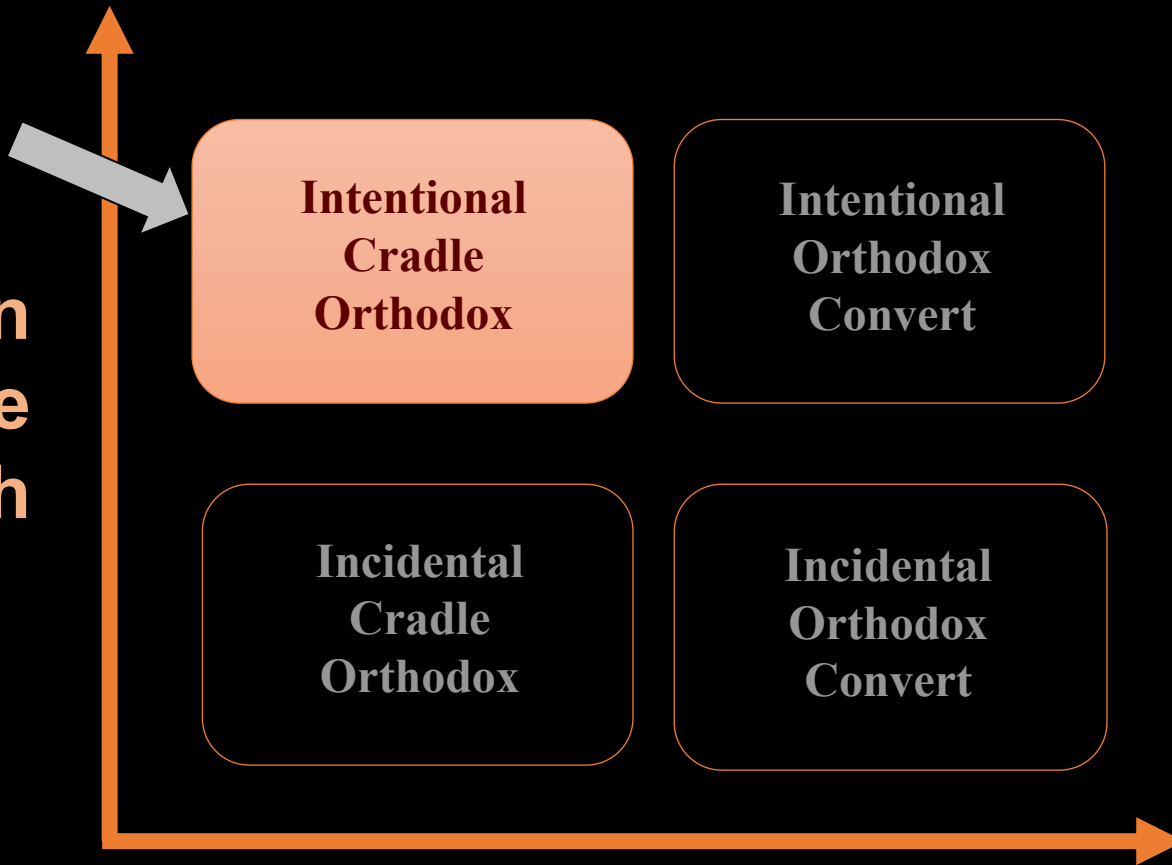 Intentional
Cradle
Orthodox
Intentional
Orthodox
Convert
n
e
h
Incidental
Cradle
Orthodox
Incidental
Orthodox
Convert